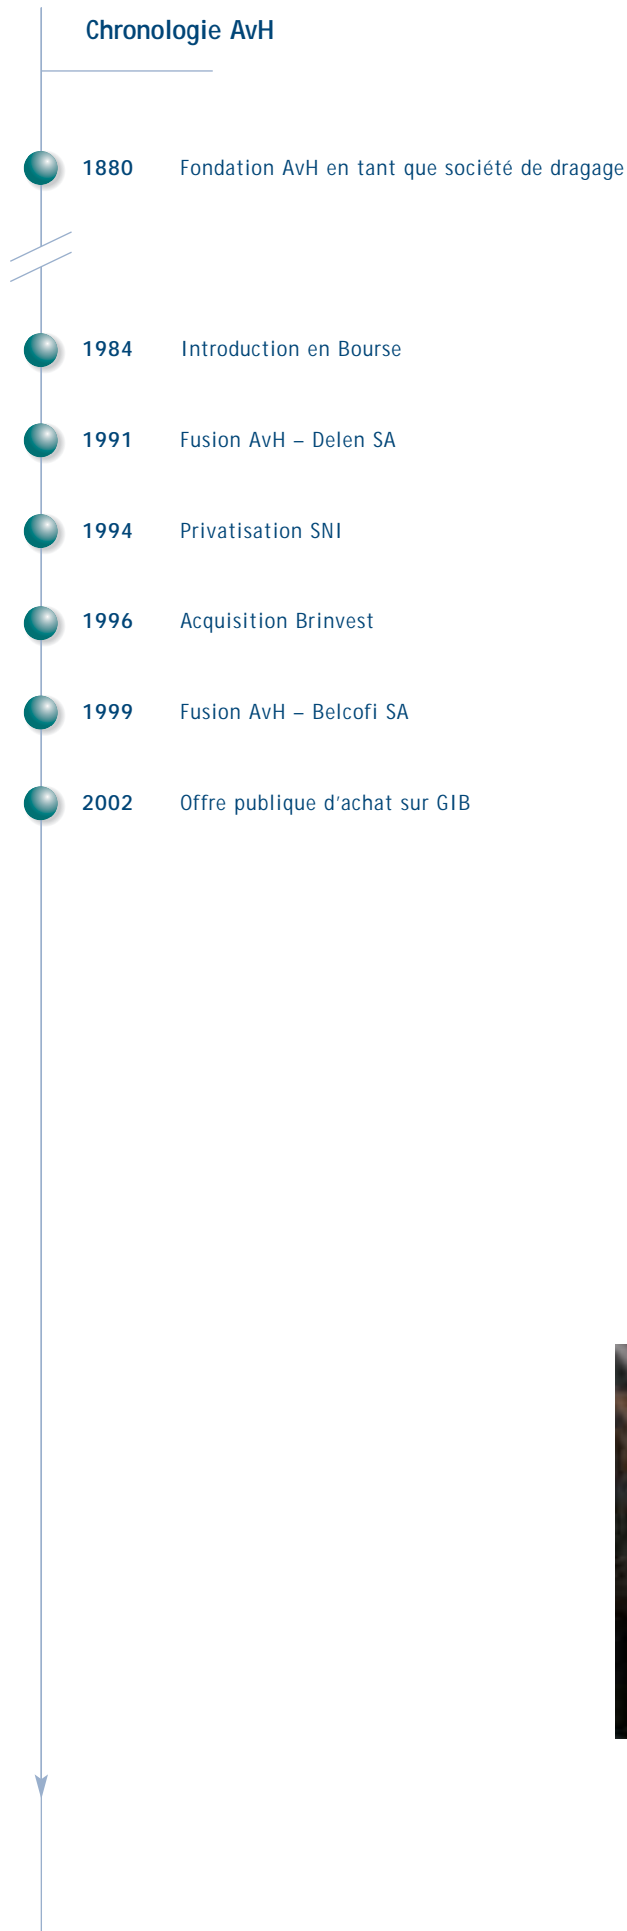 Chronologie AvH
1880 Fondation AvH en tant que société de dragage
1984 Introduction en Bourse
1991 Fusion AvH – Delen SA
1994 Privatisation SNI
1996 Acquisition Brinvest
1999 Fusion AvH – Belcofi SA
2002 Offre publique d’achat sur GIB